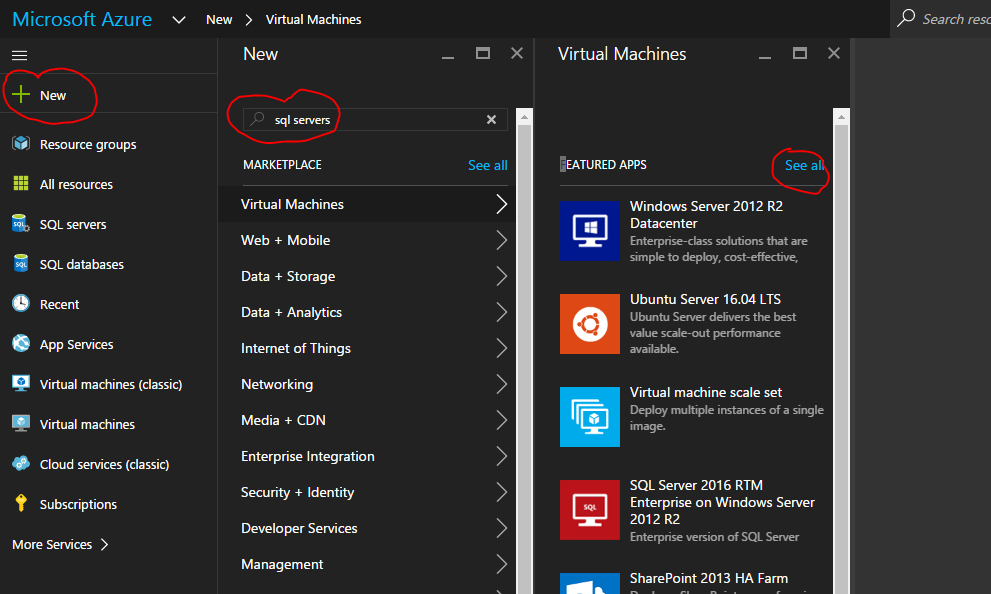 Microsoft Azure New > Virtual Machines Search reso
New
Resource groups
All resources
SQL servers
SQL databases
Recent
App Services
Virtual machines (classic)
Virtual machines
Cloud services (classic)
Subscriptions
More Services >
New
sql servers
MARKETPLACE See all
Virtual Machines
Web + Mobile
Data + Storage
Data + Analytics
Internet of Things
Networking
Media + CDN
Enterprise Integration
Security + Identity
Developer Services
Management
Virtual Machines
FEATURED APPS See all
Windows Server 2012 R2
Datacenter
Enterprise-class solutions that are
simple to deploy, cost-effective,
Ubuntu Server 16.04 LTS
Ubuntu Server delivers the best
value scale-out performance
available.
Virtual machine scale set
Deploy multiple instances of a single
image.
SQL Server 2016 RTM
Enterprise on Windows Server
2012 R2
Enterprise version of SQL Server
SharePoint 2013 HA Farm